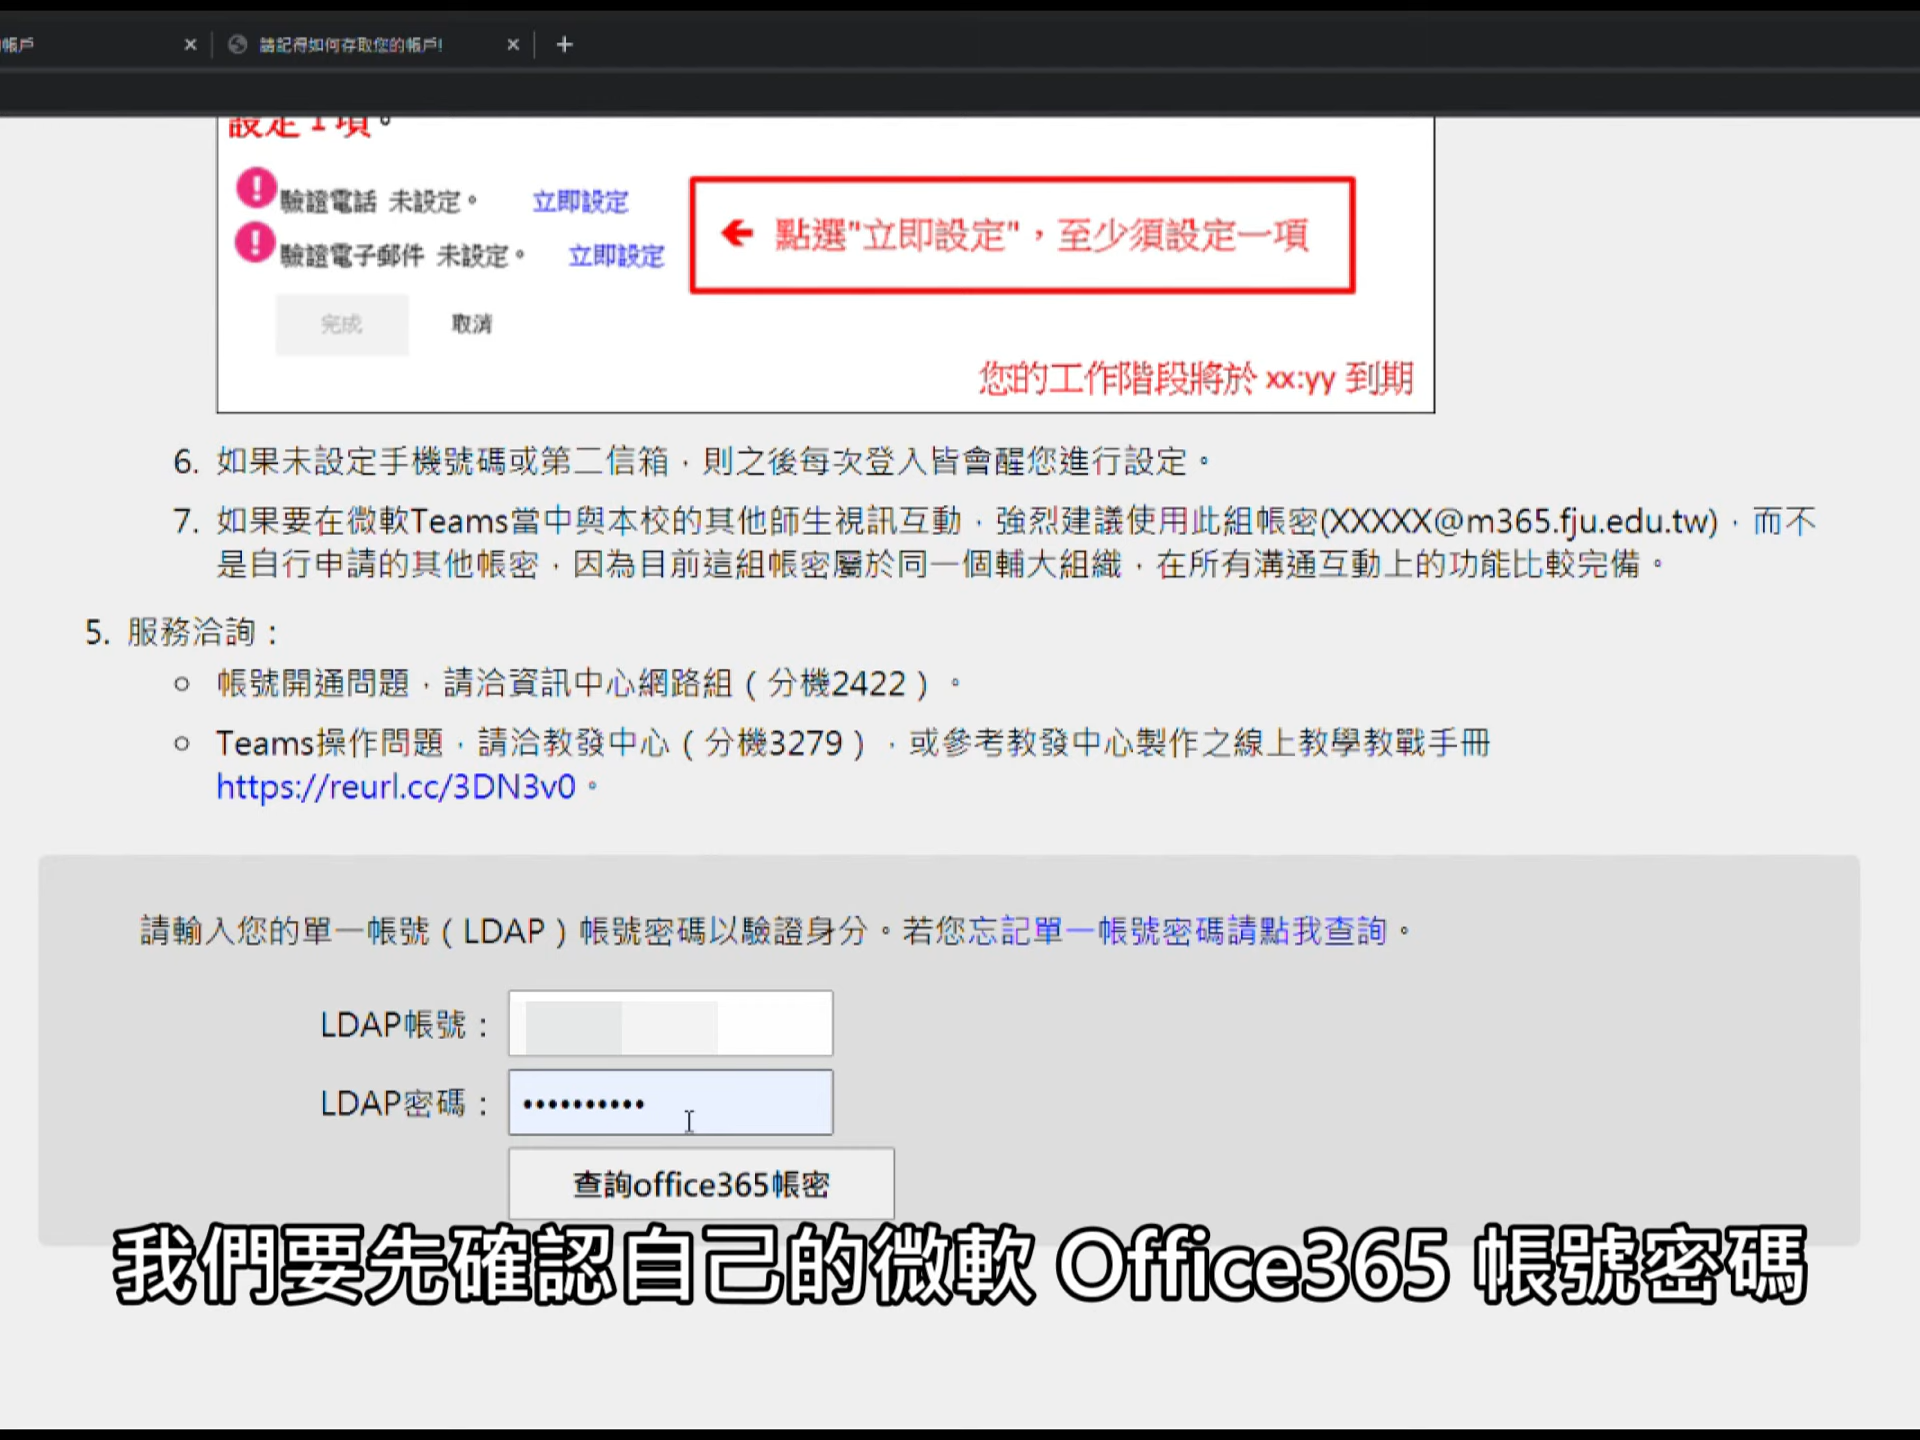 帳戶
請記得如何存取您的帳戶!
設定 1 項。
驗證電話 未設定。 立即設定
驗證電子郵件 未設定。 立即設定
← 點選"立即設定",至少須設定一項
完成 取消
您的工作階段將於 xx:yy 到期
6. 如果未設定手機號碼或第二信箱,則之後每次登入皆會醒您進行設定。
7. 如果要在微軟Teams當中與本校的其他師生視訊互動,強烈建議使用此組帳密(XXXXX@m365.fju.edu.tw),而不
是自行申請的其他帳密,因為目前這組帳密屬於同一個輔大組織,在所有溝通互動上的功能比較完備。
5. 服務洽詢:
帳號開通問題,請洽資訊中心網路組(分機2422)。
Teams操作問題,請洽教發中心(分機3279),或參考教發中心製作之線上教學教戰手冊
https://reurl.cc/3DN3v0。
請輸入您的單一帳號(LDAP)帳號密碼以驗證身分。若您忘記單一帳號密碼請點我查詢。
LDAP帳號:
LDAP密碼: ••••••••••
查詢office365帳密
我們要先確認自己的微軟 Office365 帳號密碼